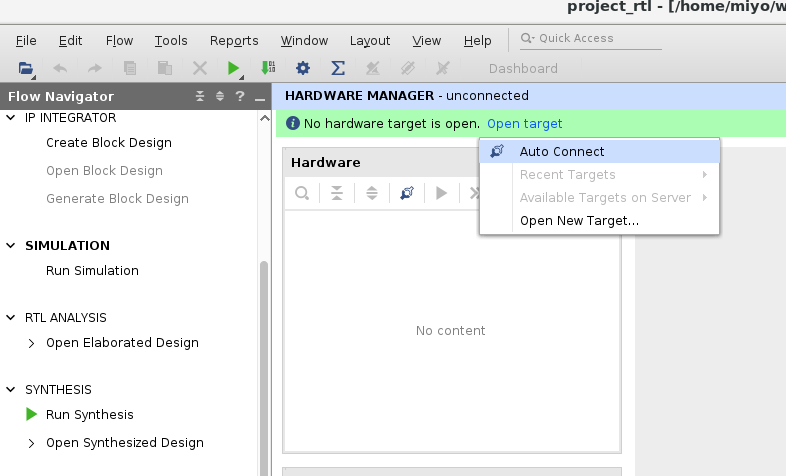 project_rtl - [/home/miyo/w
File Edit Flow Tools Reports Window Layout View Help Quick Access
Dashboard
Flow Navigator
?
HARDWARE MANAGER - unconnected
No hardware target is open. Open target
IP INTEGRATOR
Create Block Design
Open Block Design
Generate Block Design
SIMULATION
Run Simulation
RTL ANALYSIS
Open Elaborated Design
SYNTHESIS
Run Synthesis
Open Synthesized Design
Hardware
No content
Auto Connect
Recent Targets
Available Targets on Server
Open New Target...